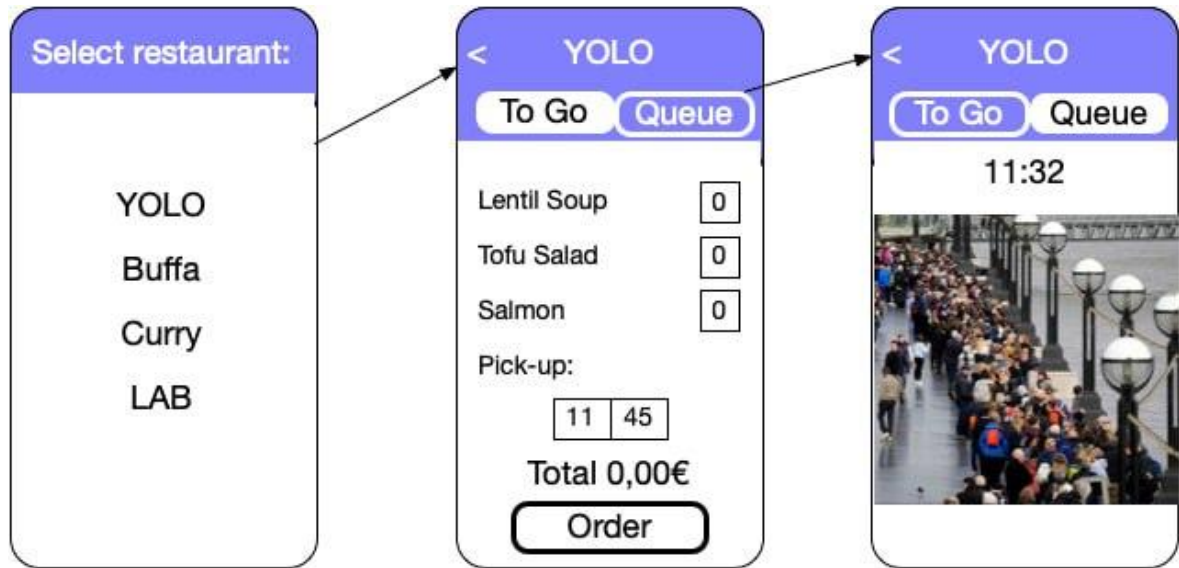 Select restaurant:
YOLO
Buffa
Curry
LAB
< YOLO
To Go Queue
Lentil Soup 0
Tofu Salad 0
Salmon 0
Pick-up:
11 45
Total 0,00€
Order
< YOLO
To Go Queue
11:32